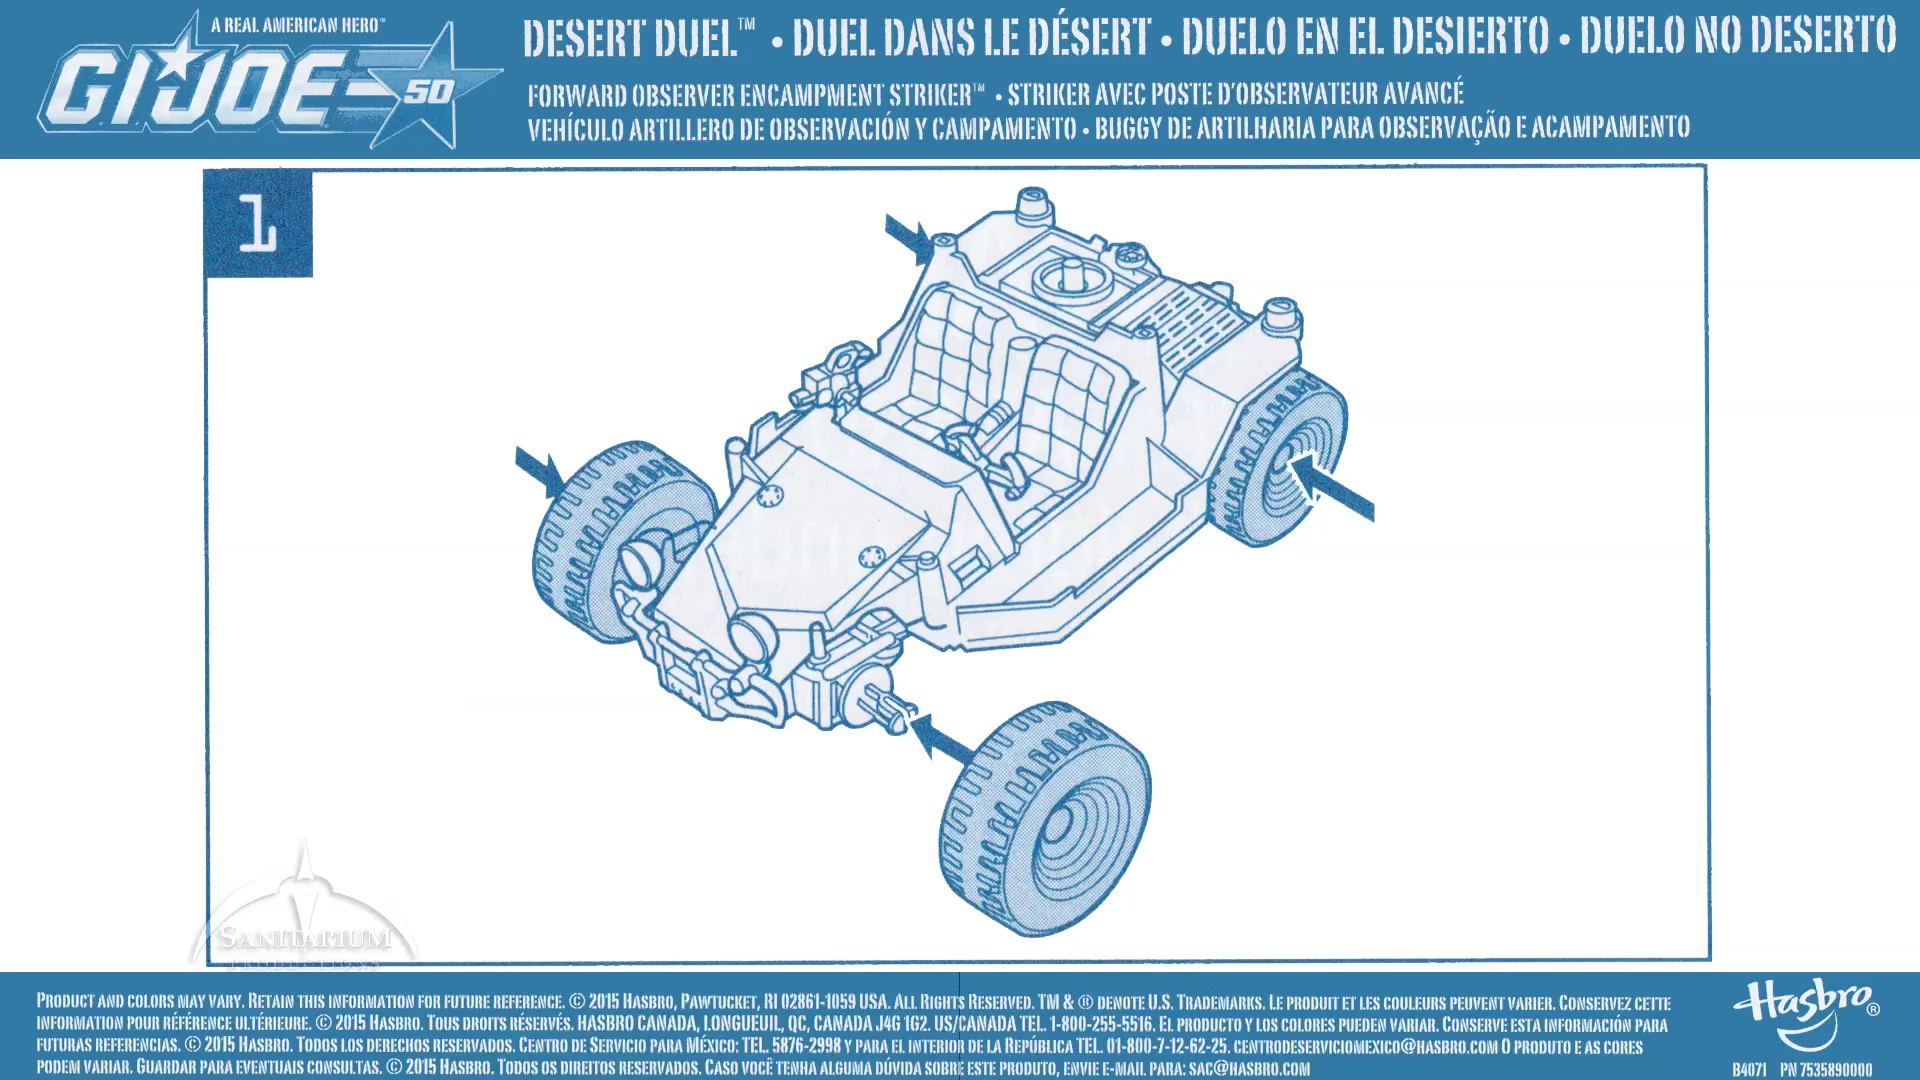 A REAL AMERICAN HERO™
G.I. JOE
50
DESERT DUEL™ • DUEL DANS LE DÉSERT • DUELO EN EL DESIERTO • DUELO NO DESERTO
FORWARD OBSERVER ENCAMPMENT STRIKER™ • STRIKER AVEC POSTE D'OBSERVATEUR AVANCÉ
VEHÍCULO ARTILLERO DE OBSERVACIÓN Y CAMPAMENTO • BUGGY DE ARTILHARIA PARA OBSERVAÇÃO E ACAMPAMENTO
1
SANITARIUM
PRODUCTIONS
PRODUCT AND COLORS MAY VARY. RETAIN THIS INFORMATION FOR FUTURE REFERENCE. © 2015 HASBRO, PAWTUCKET, RI 02861-1059 USA. ALL RIGHTS RESERVED. TM & ® DENOTE U.S. TRADEMARKS. LE PRODUIT ET LES COULEURS PEUVENT VARIER. CONSERVEZ CETTE
INFORMATION POUR RÉFÉRENCE ULTÉRIEURE. © 2015 HASBRO. TOUS DROITS RÉSERVÉS. HASBRO CANADA, LONGUEUIL, QC, CANADA J4G 1G2. US/CANADA TEL. 1-800-255-5516. EL PRODUCTO Y LOS COLORES PUEDEN VARIAR. CONSERVE ESTA INFORMACIÓN PARA
FUTURAS REFERENCIAS. © 2015 HASBRO. TODOS LOS DERECHOS RESERVADOS. CENTRO DE SERVICIO PARA MÉXICO: TEL. 5876-2998 Y PARA EL INTERIOR DE LA REPÚBLICA TEL. 01-800-7-12-62-25. CENTRODESERVICIOMEXICO@HASBRO.COM O PRODUTO E AS CORES
PODEM VARIAR. GUARDAR PARA EVENTUAIS CONSULTAS. © 2015 HASBRO. TODOS OS DIREITOS RESERVADOS. CASO VOCÊ TENHA ALGUMA DÚVIDA SOBRE ESTE PRODUTO, ENVIE E-MAIL PARA: SAC@HASBRO.COM
Hasbro®
B4071 PN 7535890000